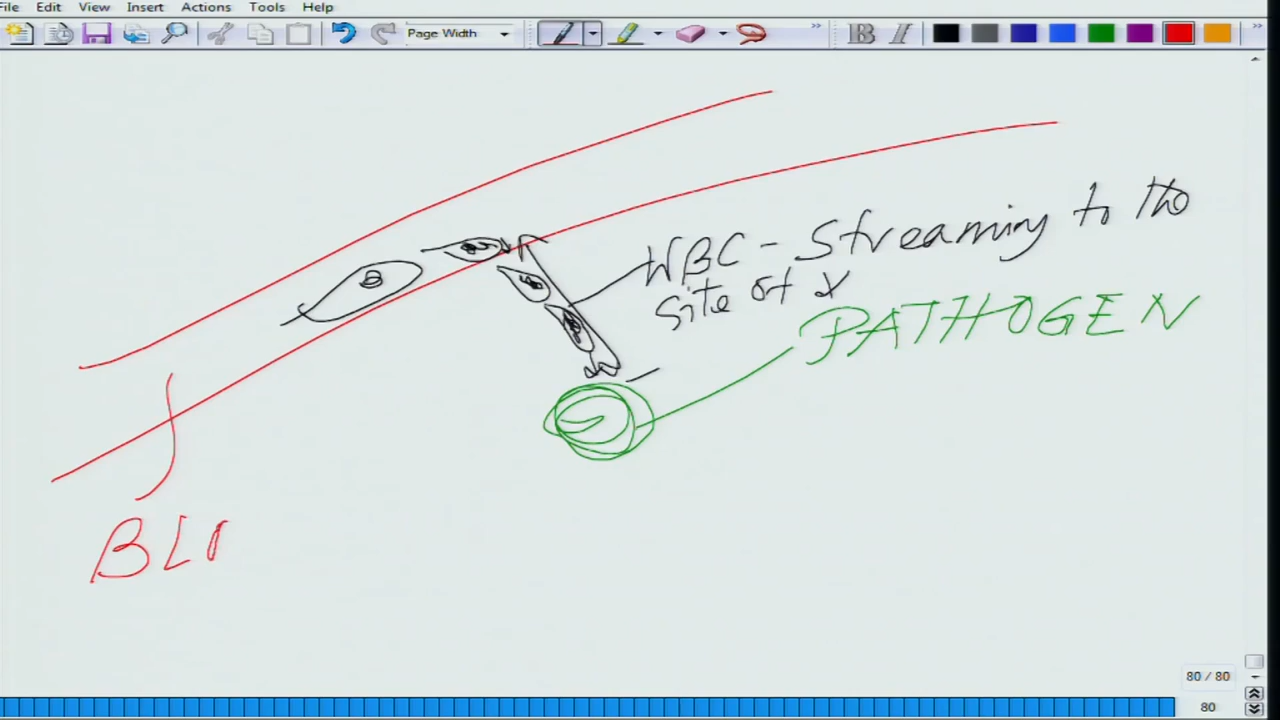 File Edit View Insert Actions Tools Help
Page Width
WBC - Streaming to the
site of x
PATHOGEN
BLO
80 / 80
80